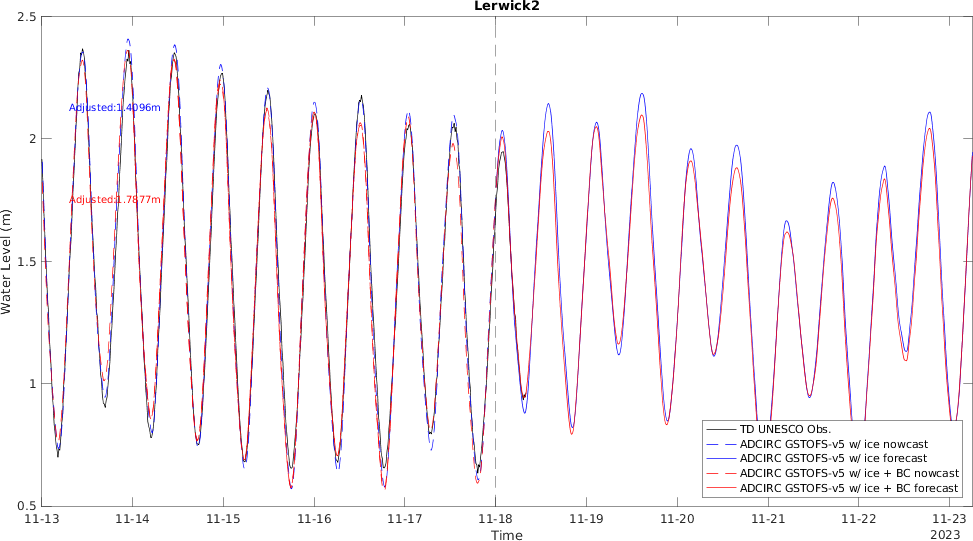 Lerwick2
2.5
2
1.5
1
0.5
Water Level (m)
Adjusted:1.4096m
Adjusted:1.7877m
TD UNESCO Obs.
ADCIRC GSTOFS-v5 w/ ice nowcast
ADCIRC GSTOFS-v5 w/ ice forecast
ADCIRC GSTOFS-v5 w/ ice + BC nowcast
ADCIRC GSTOFS-v5 w/ ice + BC forecast
11-13 11-14 11-15 11-16 11-17 11-18 11-19 11-20 11-21 11-22 11-23
Time
2023